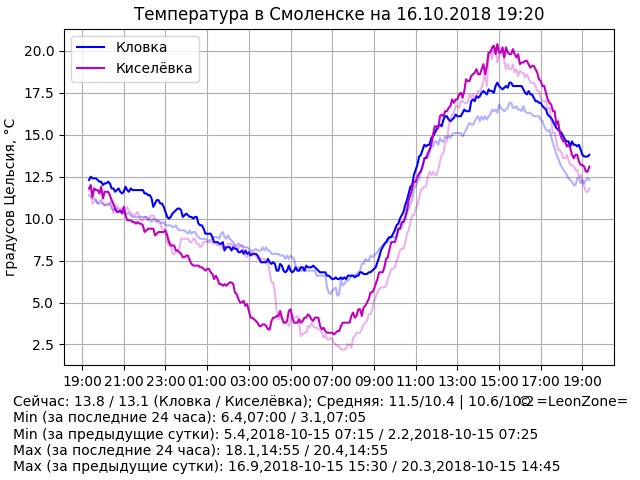 Температура в Смоленске на 16.10.2018 19:20
Кловка
Киселёвка
градусов Цельсия, °C
20.0
17.5
15.0
12.5
10.0
7.5
5.0
2.5
19:00 21:00 23:00 01:00 03:00 05:00 07:00 09:00 11:00 13:00 15:00 17:00 19:00
Сейчас: 13.8 / 13.1 (Кловка / Киселёвка); Средняя: 11.5/10.4 | 10.6/10.2 =LeonZone=
Min (за последние 24 часа): 6.4,07:00 / 3.1,07:05
Min (за предыдущие сутки): 5.4,2018-10-15 07:15 / 2.2,2018-10-15 07:25
Max (за последние 24 часа): 18.1,14:55 / 20.4,14:55
Max (за предыдущие сутки): 16.9,2018-10-15 15:30 / 20.3,2018-10-15 14:45